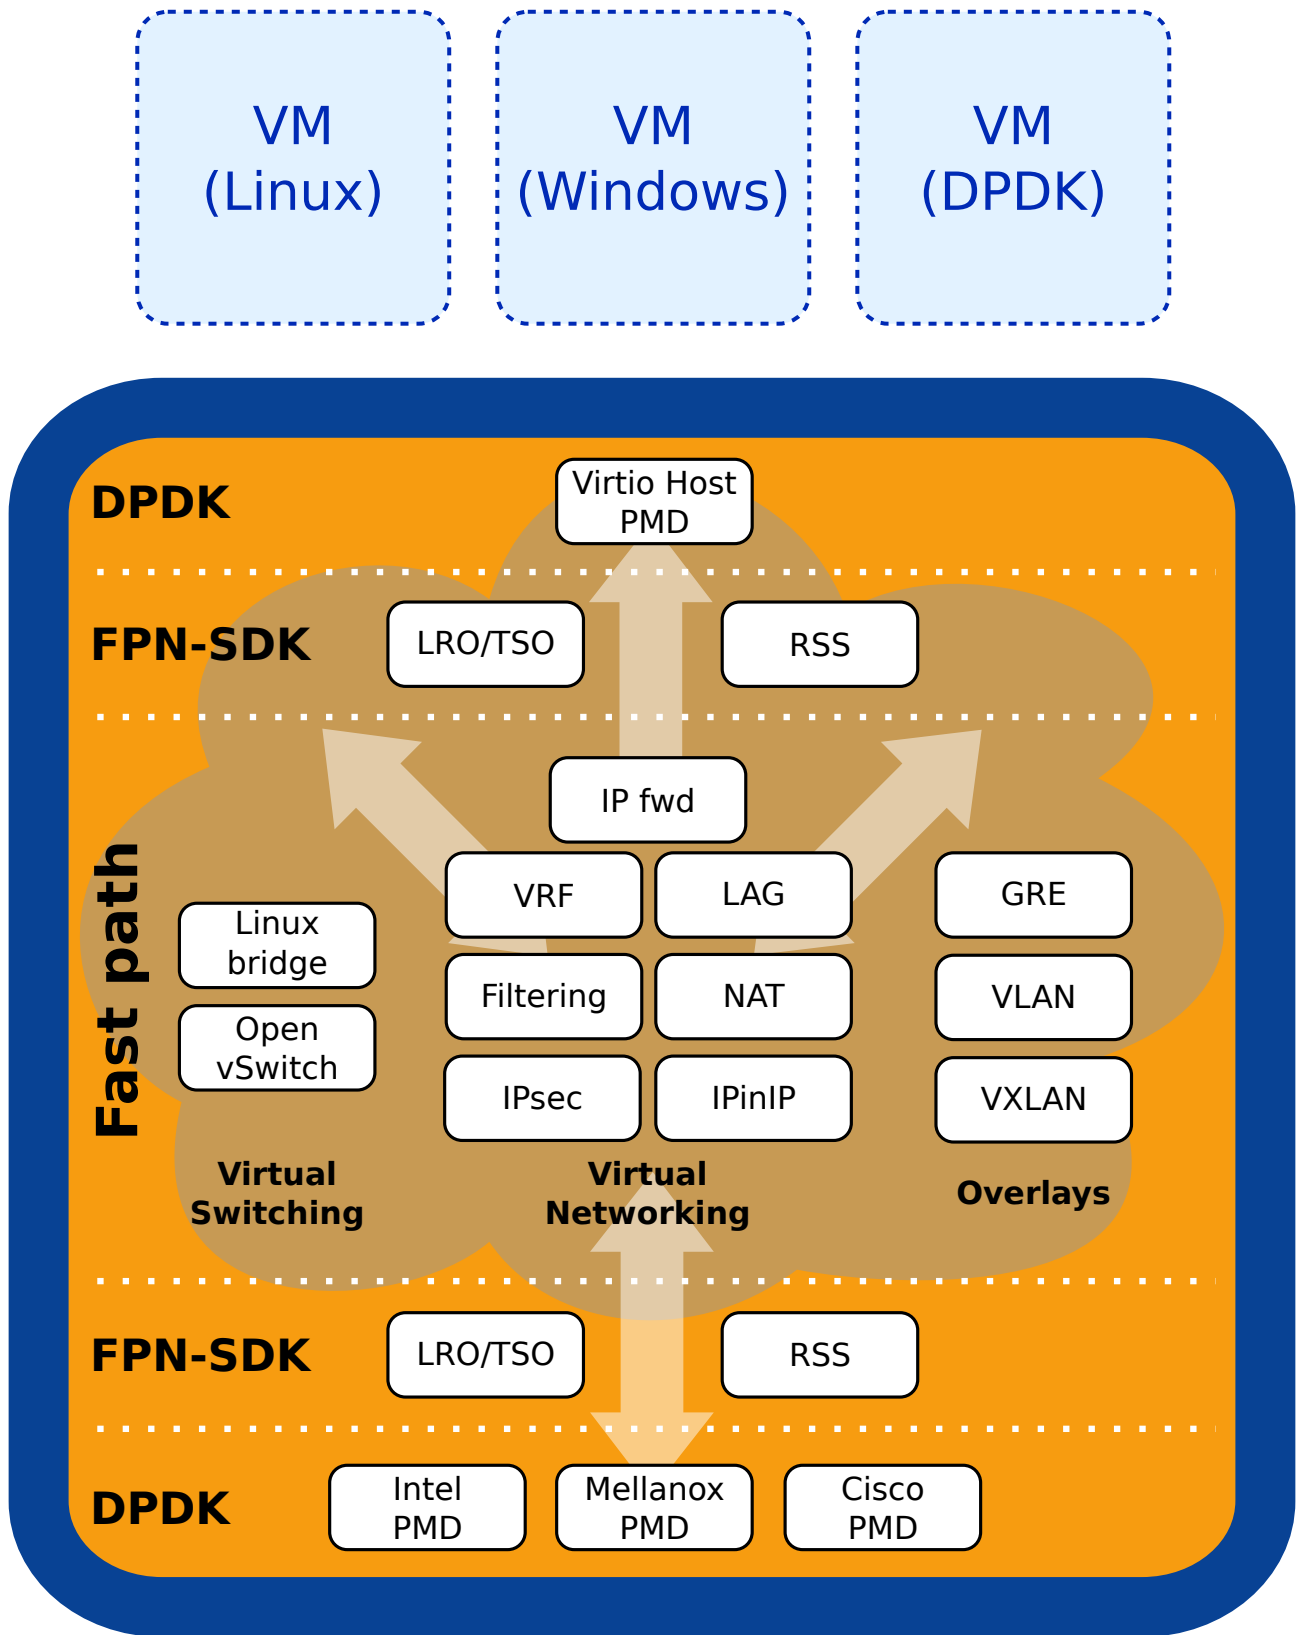 VM
(Linux)
VM
(Windows)
VM
(DPDK)
DPDK
Virtio Host
PMD
FPN-SDK
LRO/TSO
RSS
Fast path
IP fwd
VRF
LAG
GRE
Linux
bridge
Filtering
NAT
VLAN
Open
vSwitch
IPsec
IPinIP
VXLAN
Virtual
Switching
Virtual
Networking
Overlays
FPN-SDK
LRO/TSO
RSS
DPDK
Intel
PMD
Mellanox
PMD
Cisco
PMD